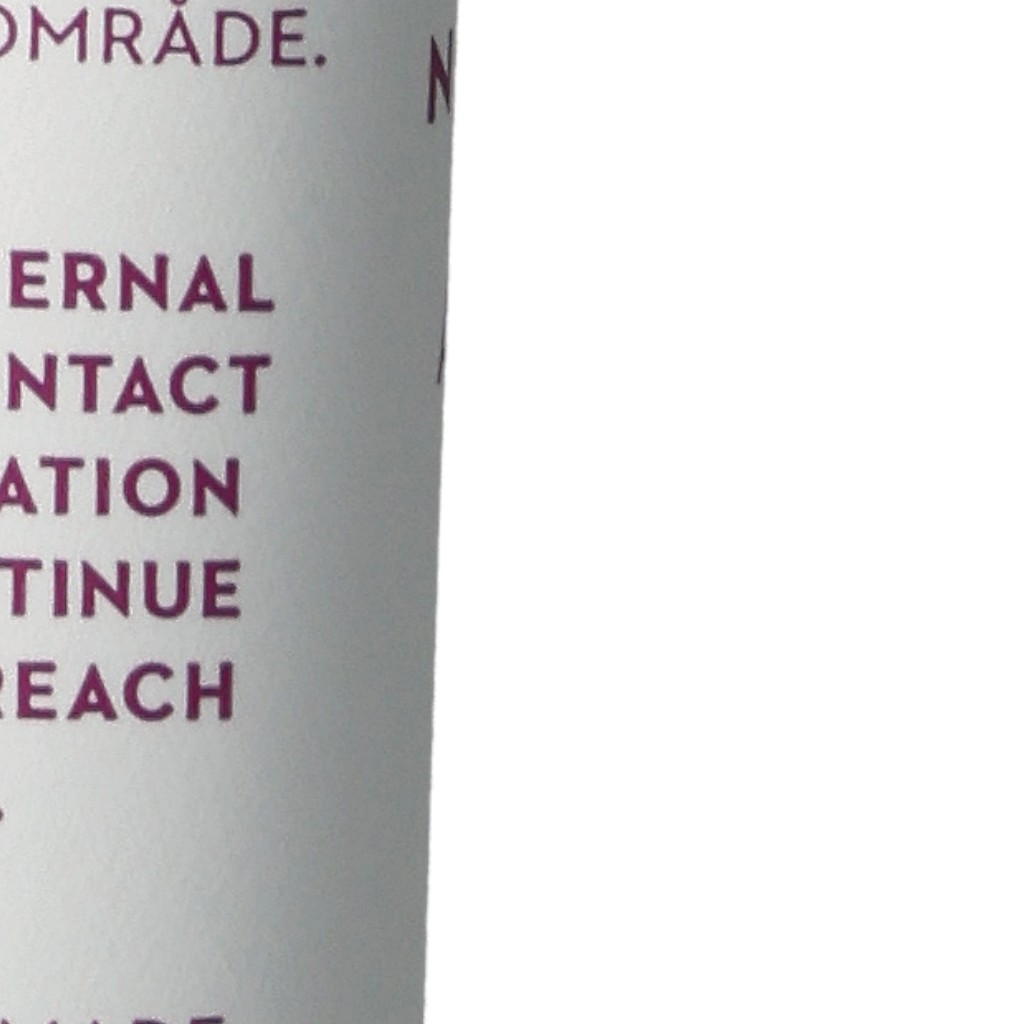 OMRÅDE.
ERNAL
NTACT
ATION
TINUE
REACH